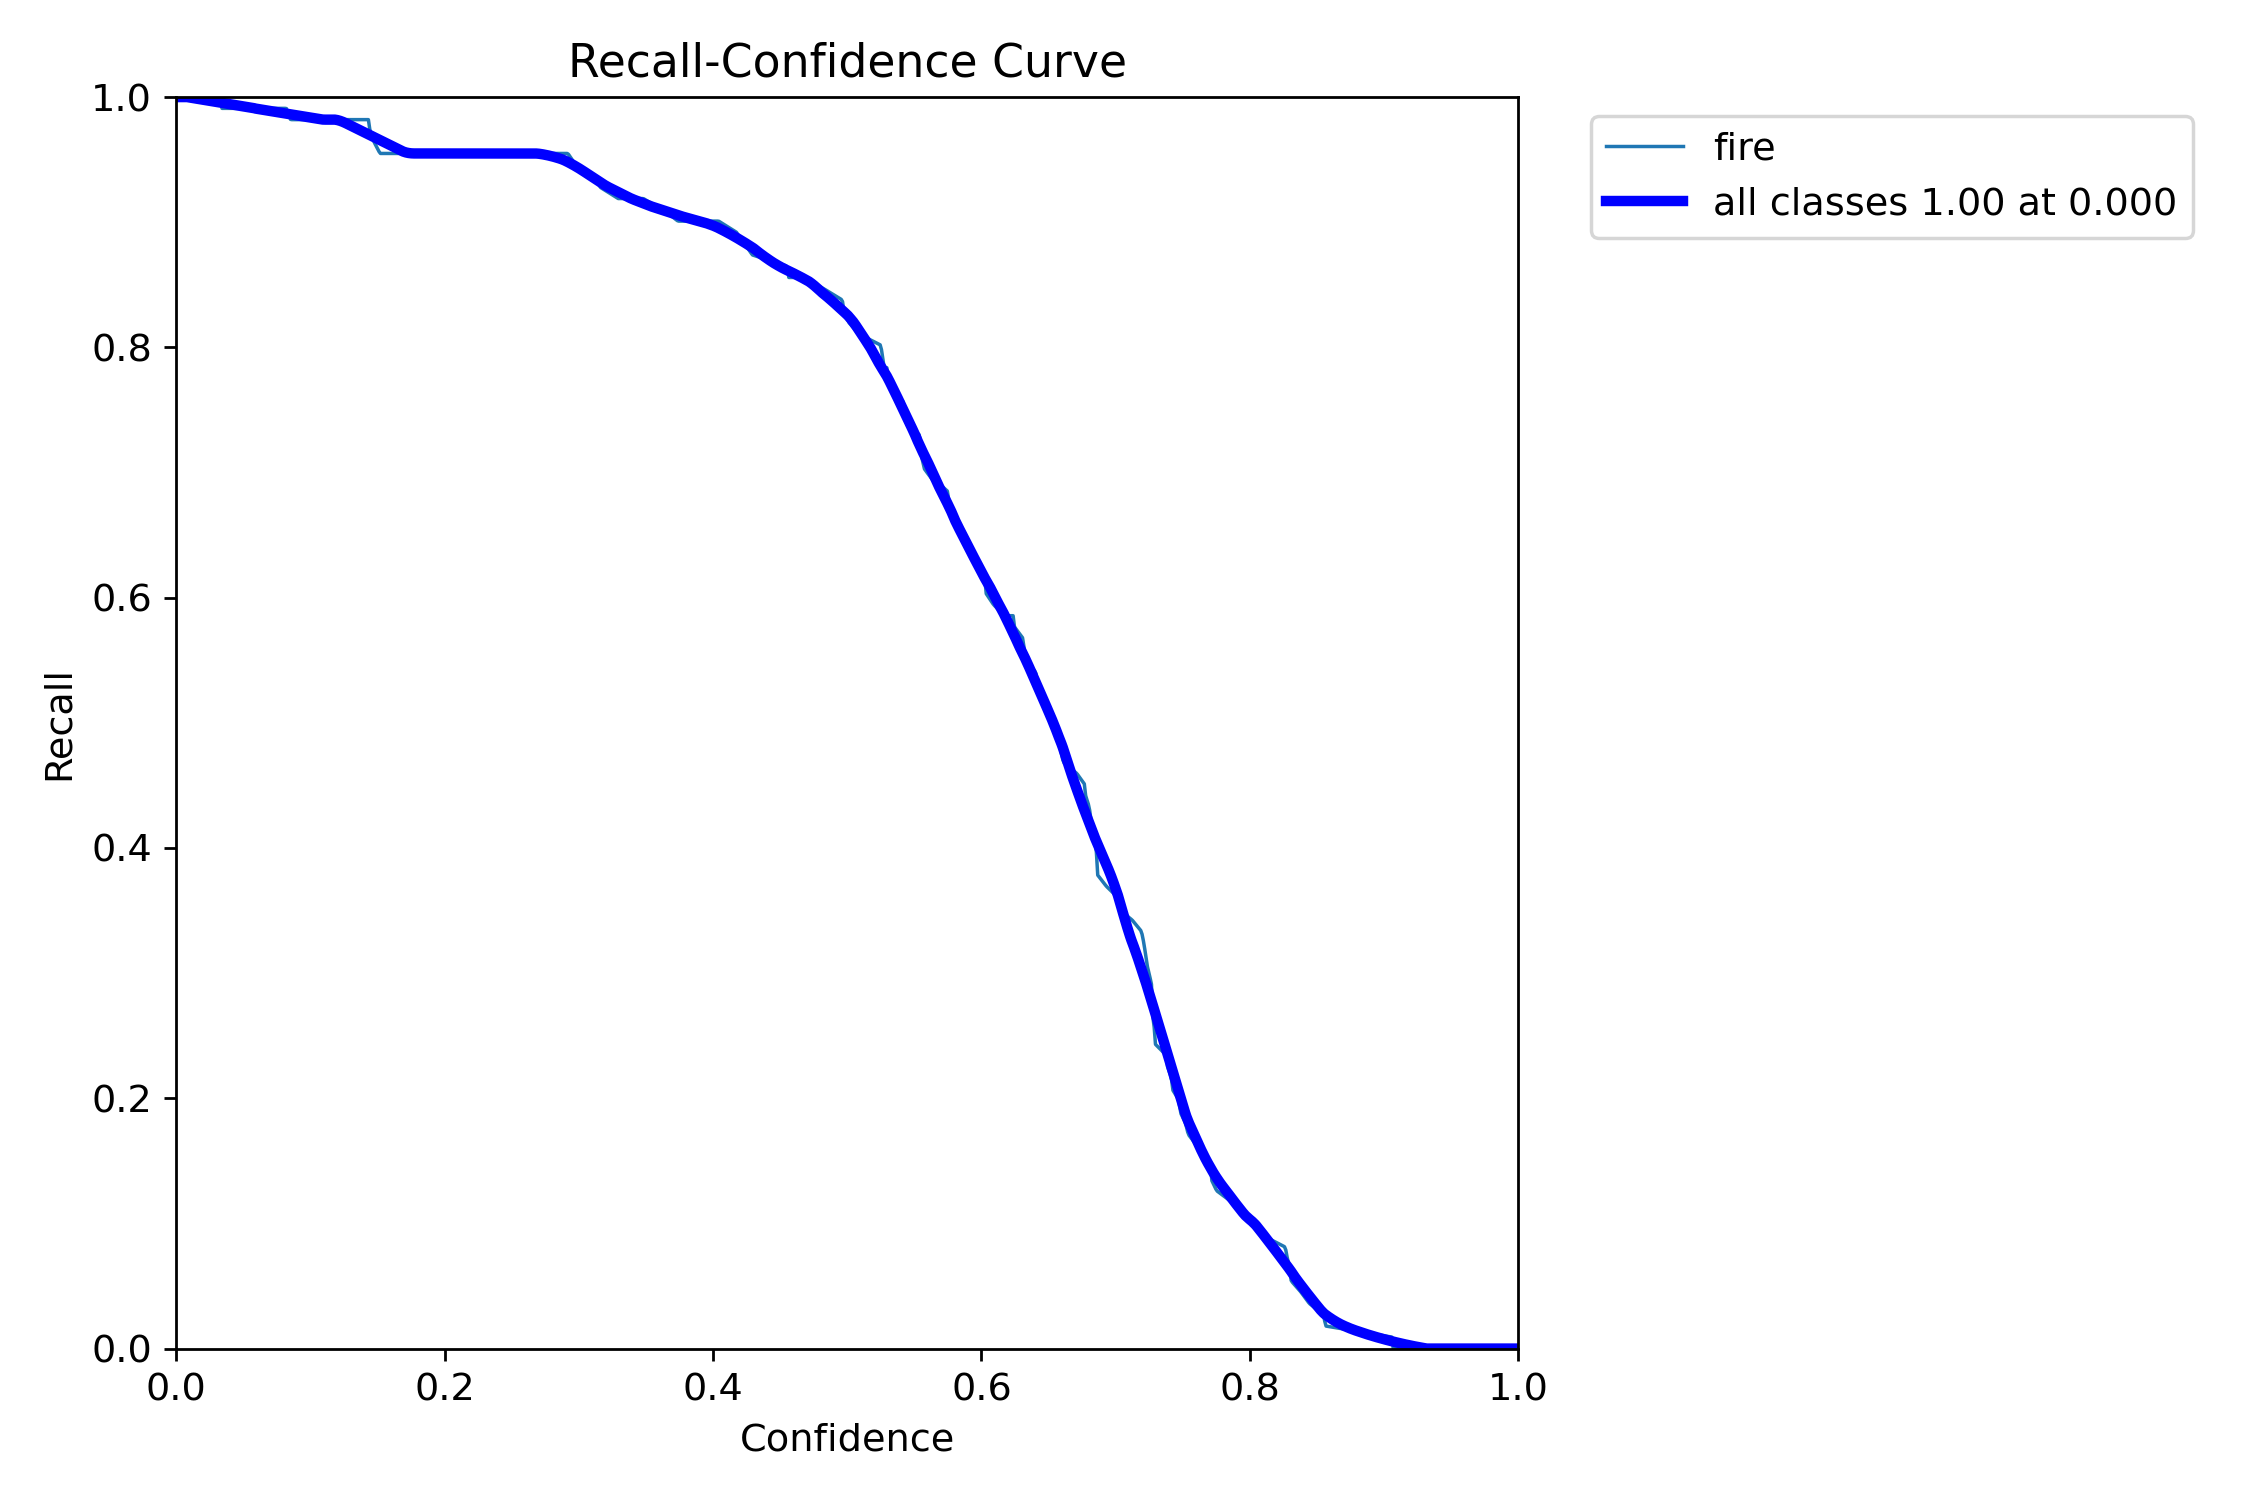 Recall-Confidence Curve
1.0
0.8
0.6
0.4
0.2
0.0
Recall
0.0 0.2 0.4 0.6 0.8 1.0
Confidence
fire
all classes 1.00 at 0.000